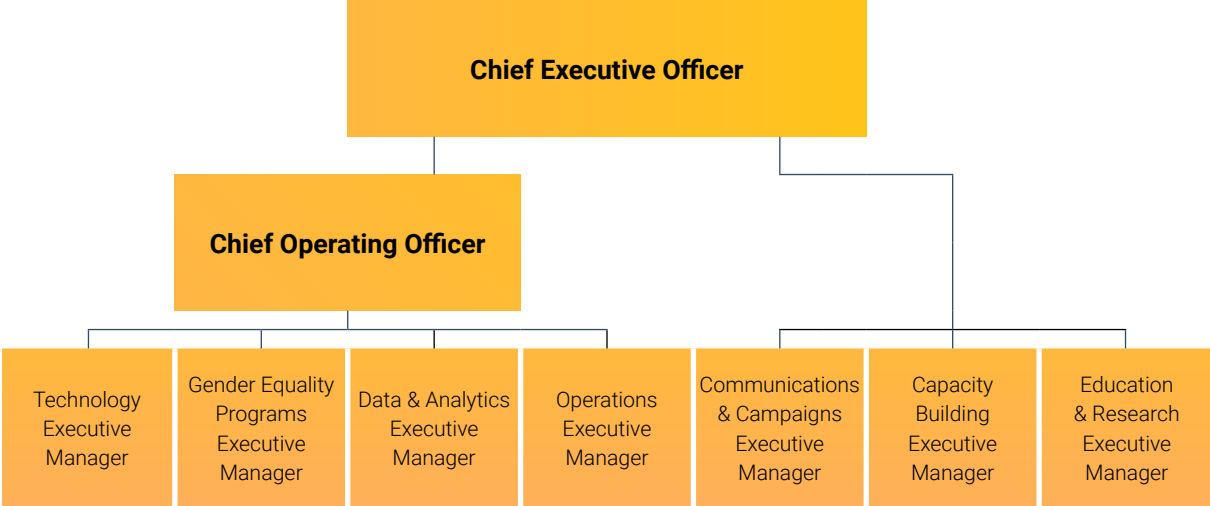 Chief Executive Officer
Chief Operating Officer
Technology
Executive
Manager
Gender Equality
Programs
Executive
Manager
Data & Analytics
Executive
Manager
Operations
Executive
Manager
Communications
& Campaigns
Executive
Manager
Capacity
Building
Executive
Manager
Education
& Research
Executive
Manager